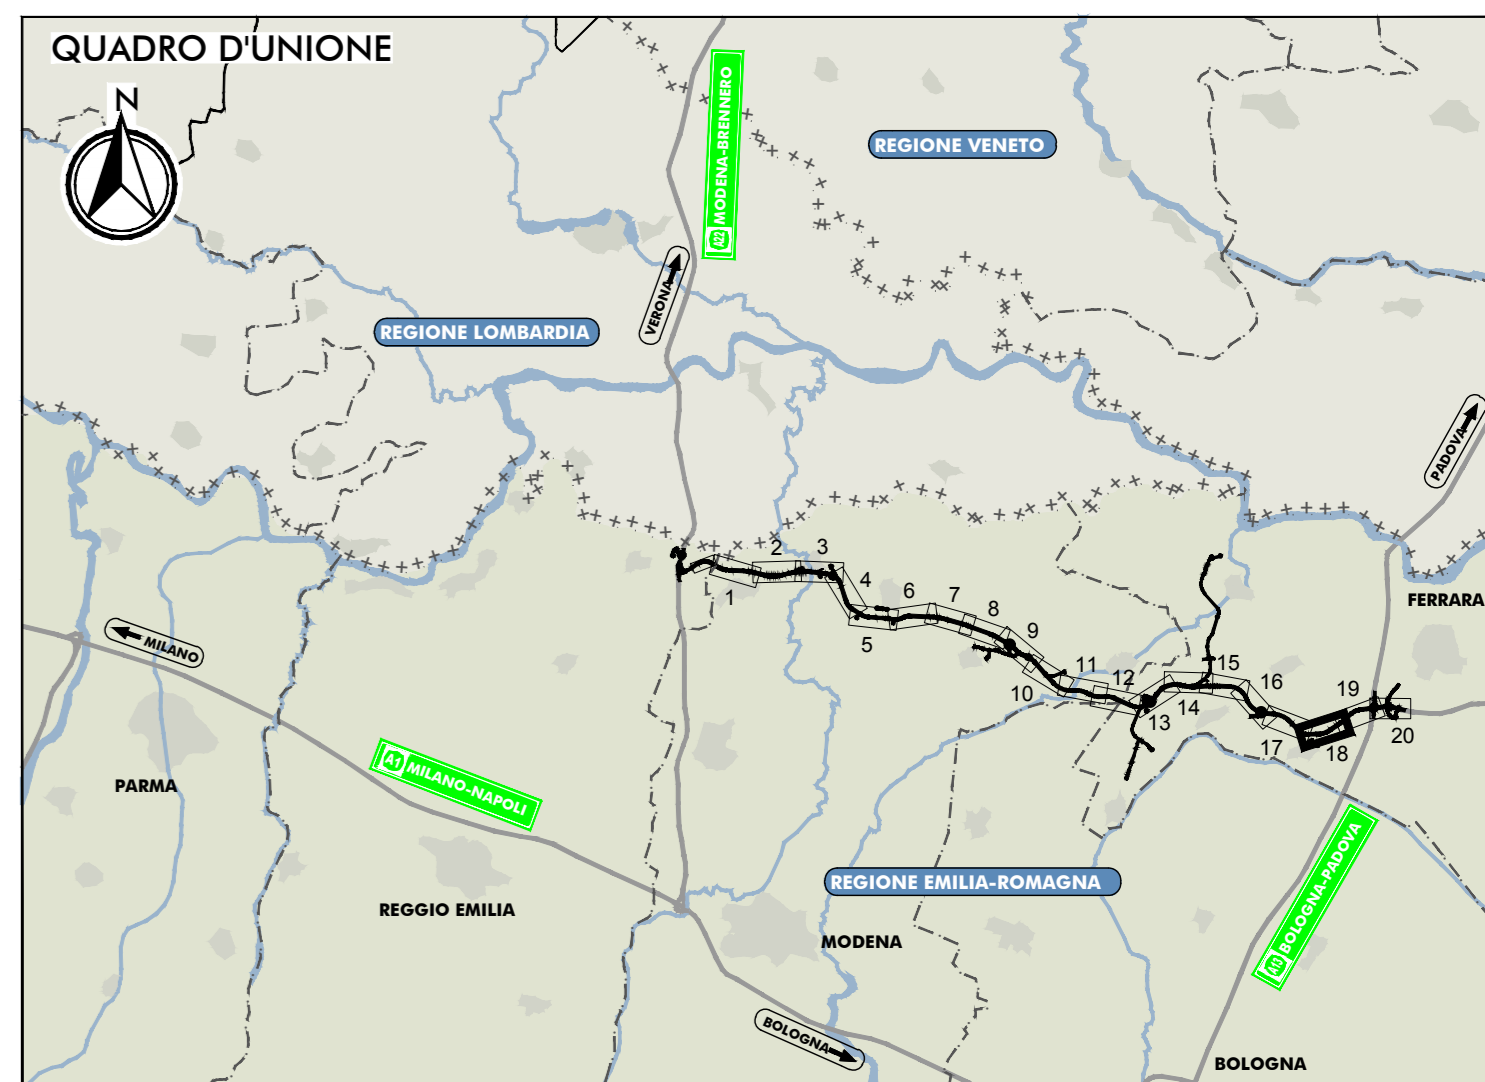 QUADRO D'UNIONE
N
A22 MODENA-BRENNERO
REGIONE VENETO
VERONA
REGIONE LOMBARDIA
PADOVA
MILANO
FERRARA
1
2
3
4
5
6
7
8
9
10
11
12
13
14
15
16
17
18
19
20
PARMA
A1 MILANO-NAPOLI
REGGIO EMILIA
REGIONE EMILIA-ROMAGNA
MODENA
A13 BOLOGNA-PADOVA
BOLOGNA
BOLOGNA